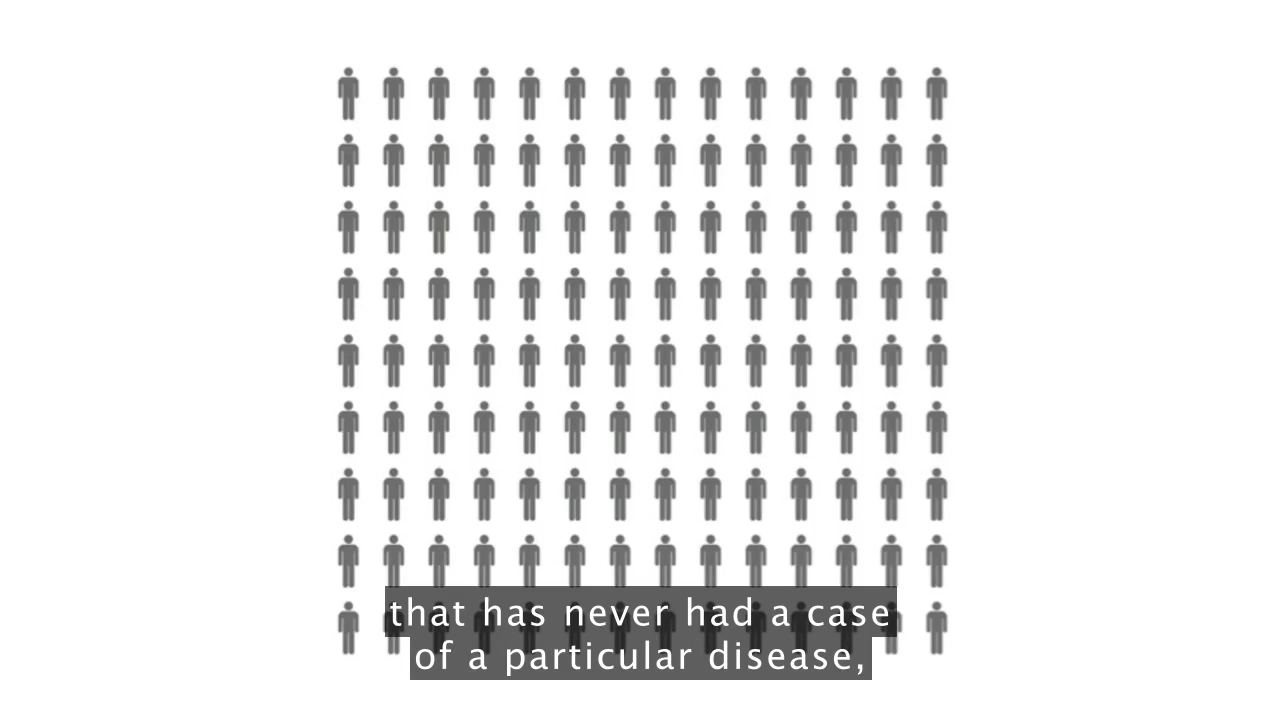 that has never had a case
of a particular disease,